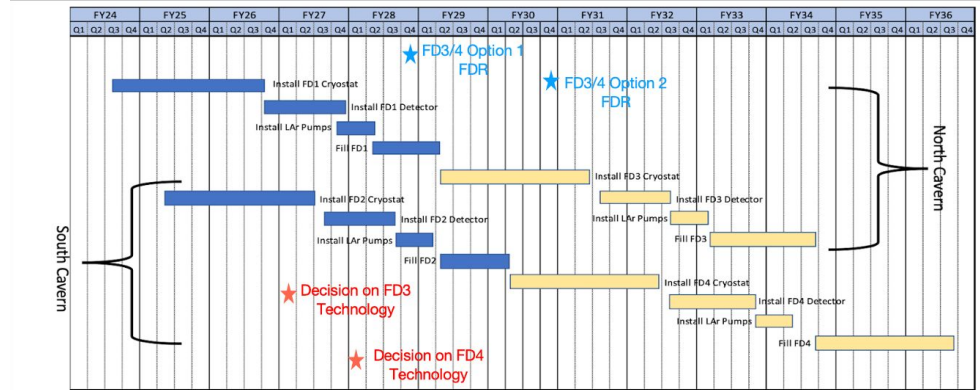 FY24 FY25 FY26 FY27 FY28 FY29 FY30 FY31 FY32 FY33 FY34 FY35 FY36
Q1 Q2 Q3 Q4 Q1 Q2 Q3 Q4 Q1 Q2 Q3 Q4 Q1 Q2 Q3 Q4 Q1 Q2 Q3 Q4 Q1 Q2 Q3 Q4 Q1 Q2 Q3 Q4 Q1 Q2 Q3 Q4 Q1 Q2 Q3 Q4 Q1 Q2 Q3 Q4 Q1 Q2 Q3 Q4 Q1 Q2 Q3 Q4 Q1 Q2 Q3 Q4
FD3/4 Option 1
FDR
FD3/4 Option 2
FDR
Install FD1 Cryostat
Install FD1 Detector
Install LAr Pumps
Fill FD1
Install FD3 Cryostat
Install FD2 Cryostat
Install FD3 Detector
Install FD2 Detector
Install LAr Pumps
Install LAr Pumps
Fill FD3
Fill FD2
Install FD4 Cryostat
Decision on FD3
Technology
Install FD4 Detector
Install LAr Pumps
Fill FD4
Decision on FD4
Technology
North Cavern
South Cavern